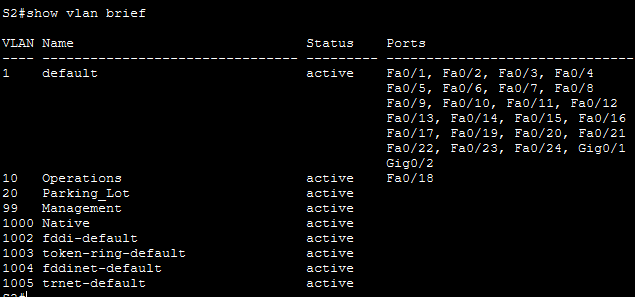 S2#show vlan brief
VLAN Name                             Status    Ports
---- -------------------------------- --------- -------------------------------
1    default                          active    Fa0/1, Fa0/2, Fa0/3, Fa0/4
                                                Fa0/5, Fa0/6, Fa0/7, Fa0/8
                                                Fa0/9, Fa0/10, Fa0/11, Fa0/12
                                                Fa0/13, Fa0/14, Fa0/15, Fa0/16
                                                Fa0/17, Fa0/19, Fa0/20, Fa0/21
                                                Fa0/22, Fa0/23, Fa0/24, Gig0/1
                                                Gig0/2
10   Operations                       active    Fa0/18
20   Parking_Lot                      active
99   Management                       active
1000 Native                           active
1002 fddi-default                     active
1003 token-ring-default               active
1004 fddinet-default                  active
1005 trnet-default                    active
S2#